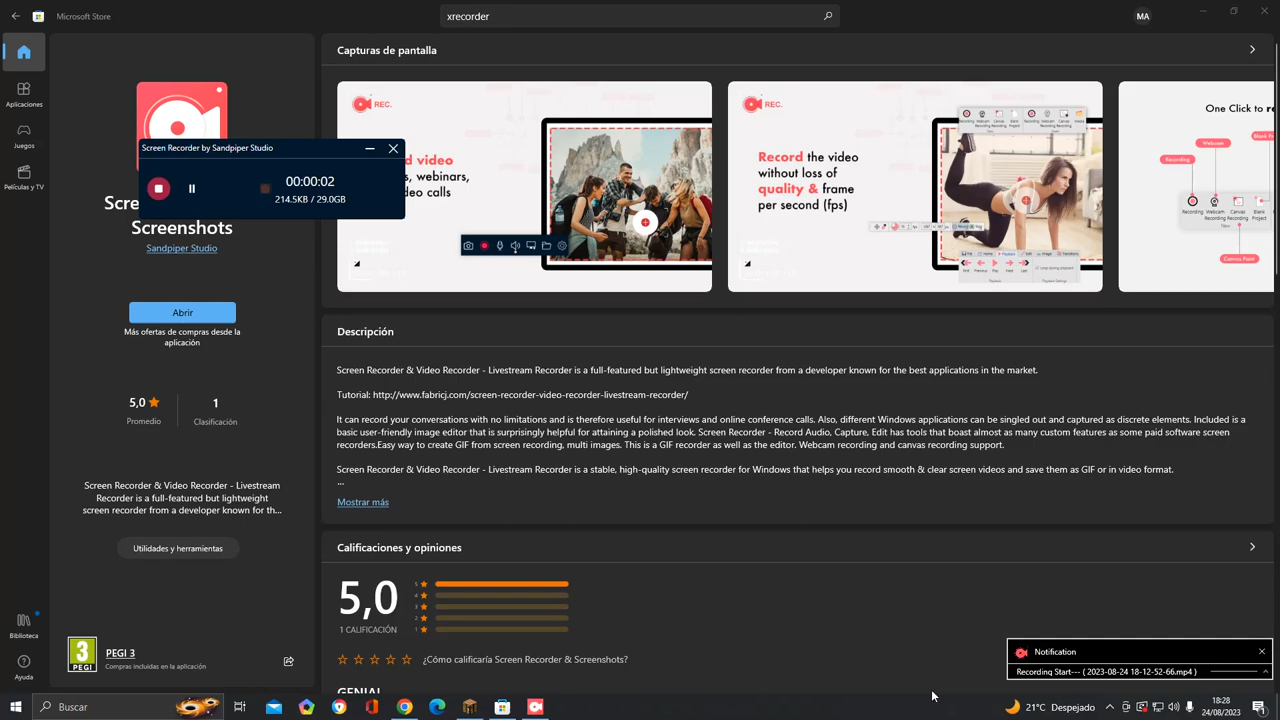 Microsoft Store
xrecorder
MA
Aplicaciones
Juegos
Películas y TV
Biblioteca
Ayuda
Screen Recorder by Sandpiper Studio
00:00:02
214.5KB / 29.0GB
Scre
Screenshots
Sandpiper Studio
Abrir
Más ofertas de compras desde la
aplicación
5,0
Promedio
1
Clasificación
Screen Recorder & Video Recorder - Livestream
Recorder is a full-featured but lightweight
screen recorder from a developer known for th...
Utilidades y herramientas
3
PEGI
PEGI 3
Compras incluidas en la aplicación
Capturas de pantalla
REC.
video
s, webinars,
deo calls
REC.
Record the video
without loss of
quality & frame
per second (fps)
One Click to r
Webcam
Recording
Canvas Point
Descripción
Screen Recorder & Video Recorder - Livestream Recorder is a full-featured but lightweight screen recorder from a developer known for the best applications in the market.
Tutorial: http://www.fabricj.com/screen-recorder-video-recorder-livestream-recorder/
It can record your conversations with no limitations and is therefore useful for interviews and online conference calls. Also, different Windows applications can be singled out and captured as discrete elements. Included is a
basic user-friendly image editor that is surprisingly helpful for attaining a polished look. Screen Recorder - Record Audio, Capture, Edit has tools that boast almost as many custom features as some paid software screen
recorders.Easy way to create GIF from screen recording, multi images. This is a GIF recorder as well as the editor. Webcam recording and canvas recording support.
Screen Recorder & Video Recorder - Livestream Recorder is a stable, high-quality screen recorder for Windows that helps you record smooth & clear screen videos and save them as GIF or in video format.
...
Mostrar más
Calificaciones y opiniones
5,0
1 CALIFICACIÓN
5
4
3
2
1
¿Cómo calificaría Screen Recorder & Screenshots?
GENIAL
Notification
Recording Start--- ( 2023-08-24 18-12-52-66.mp4 )
Buscar
21°C Despejado
18:28
24/08/2023
1